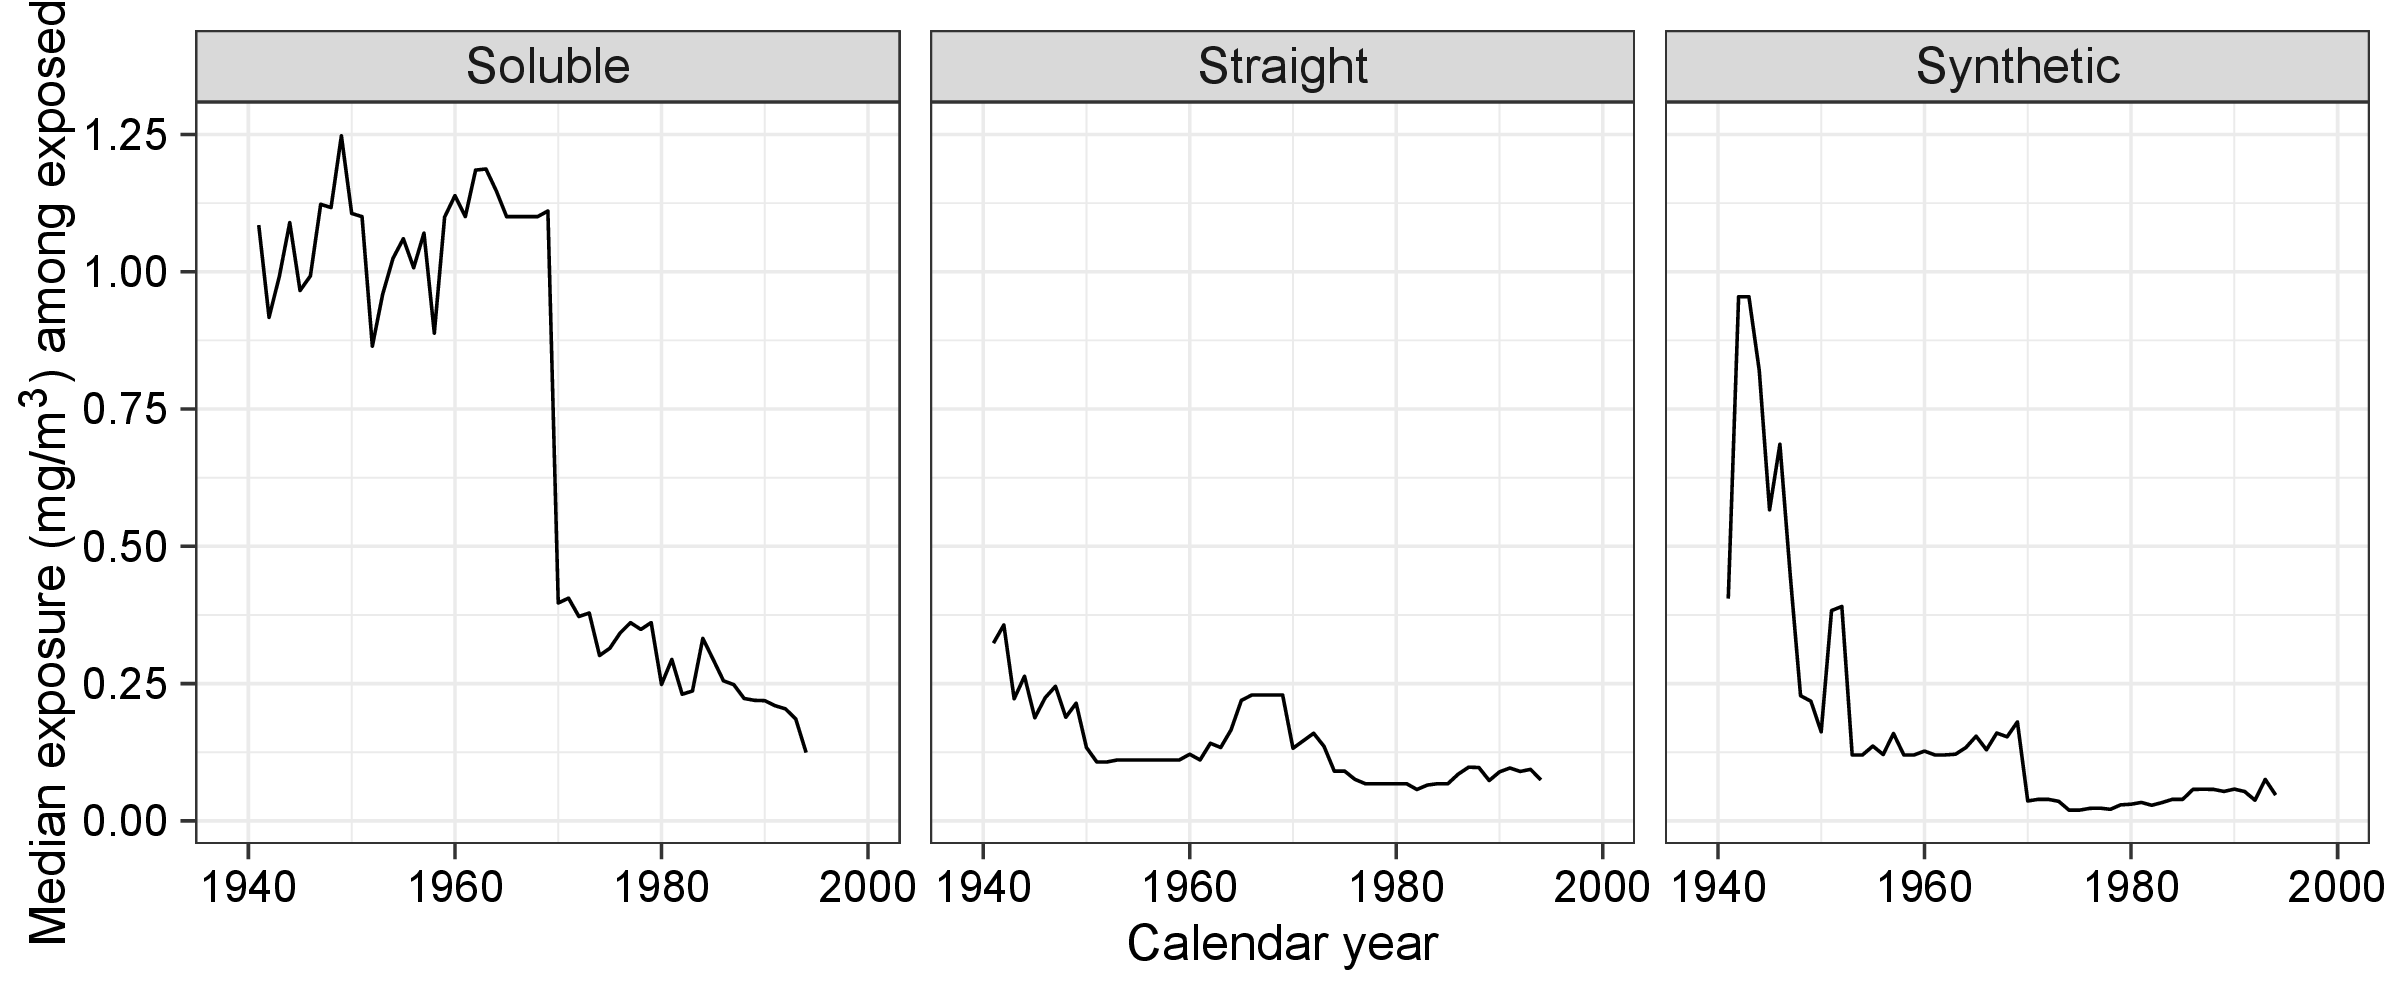 Median exposure (mg/m³) among exposed
Soluble Straight Synthetic
1.25
1.00
0.75
0.50
0.25
0.00
1940 1960 1980 2000 1940 1960 1980 2000 1940 1960 1980 2000
Calendar year